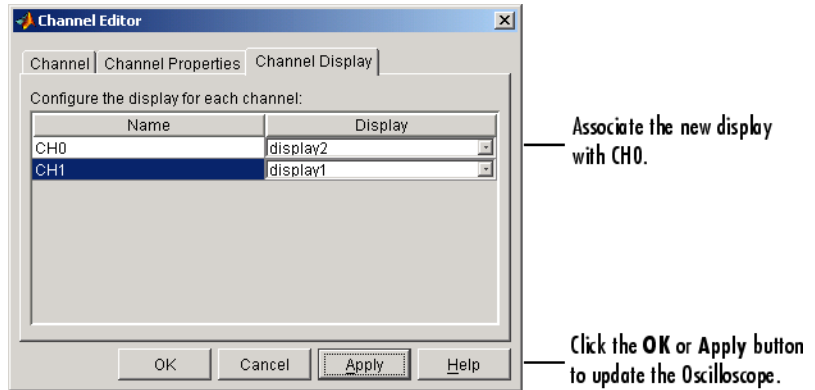 Channel Editor
Channel Channel Properties Channel Display
Configure the display for each channel:
Name Display
CH0 display2
CH1 display1
OK Cancel Apply Help
Associate the new display
with CH0.
Click the OK or Apply button
to update the Oscilloscope.